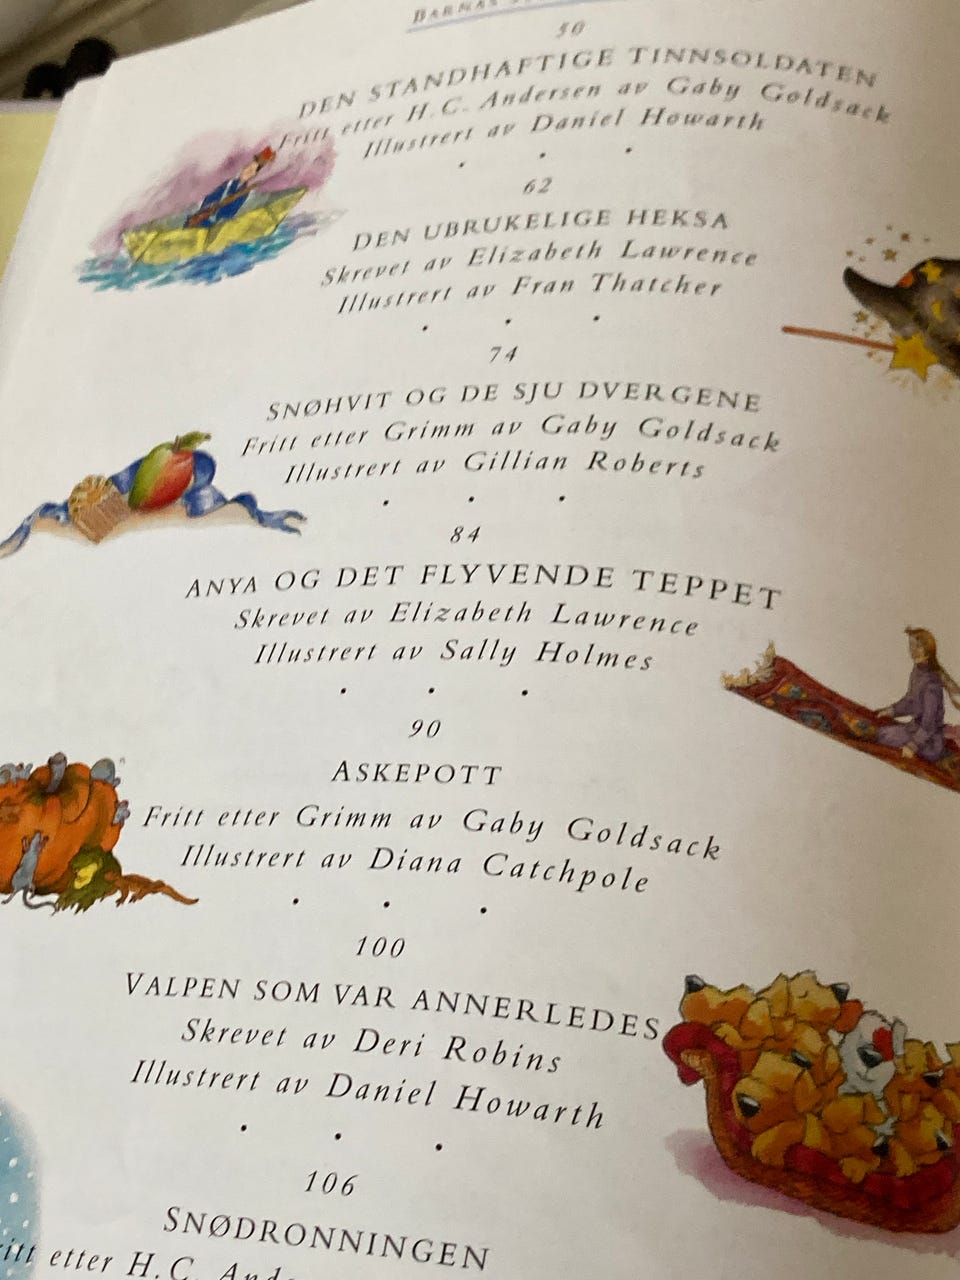 BARNAS
50
DEN STANDHAFTIGE TINNSOLDATEN
Fritt etter H.C. Andersen av Gaby Goldsack
Illustrert av Daniel Howarth
. . .
62
DEN UBRUKELIGE HEKSA
Skrevet av Elizabeth Lawrence
Illustrert av Fran Thatcher
. . .
74
SNØHVIT OG DE SJU DVERGENE
Fritt etter Grimm av Gaby Goldsack
Illustrert av Gillian Roberts
. . .
84
ANYA OG DET FLYVENDE TEPPET
Skrevet av Elizabeth Lawrence
Illustrert av Sally Holmes
. . .
90
ASKEPOTT
Fritt etter Grimm av Gaby Goldsack
Illustrert av Diana Catchpole
. . .
100
VALPEN SOM VAR ANNERLEDES
Skrevet av Deri Robins
Illustrert av Daniel Howarth
. . .
106
SNØDRONNINGEN
etter H.C.